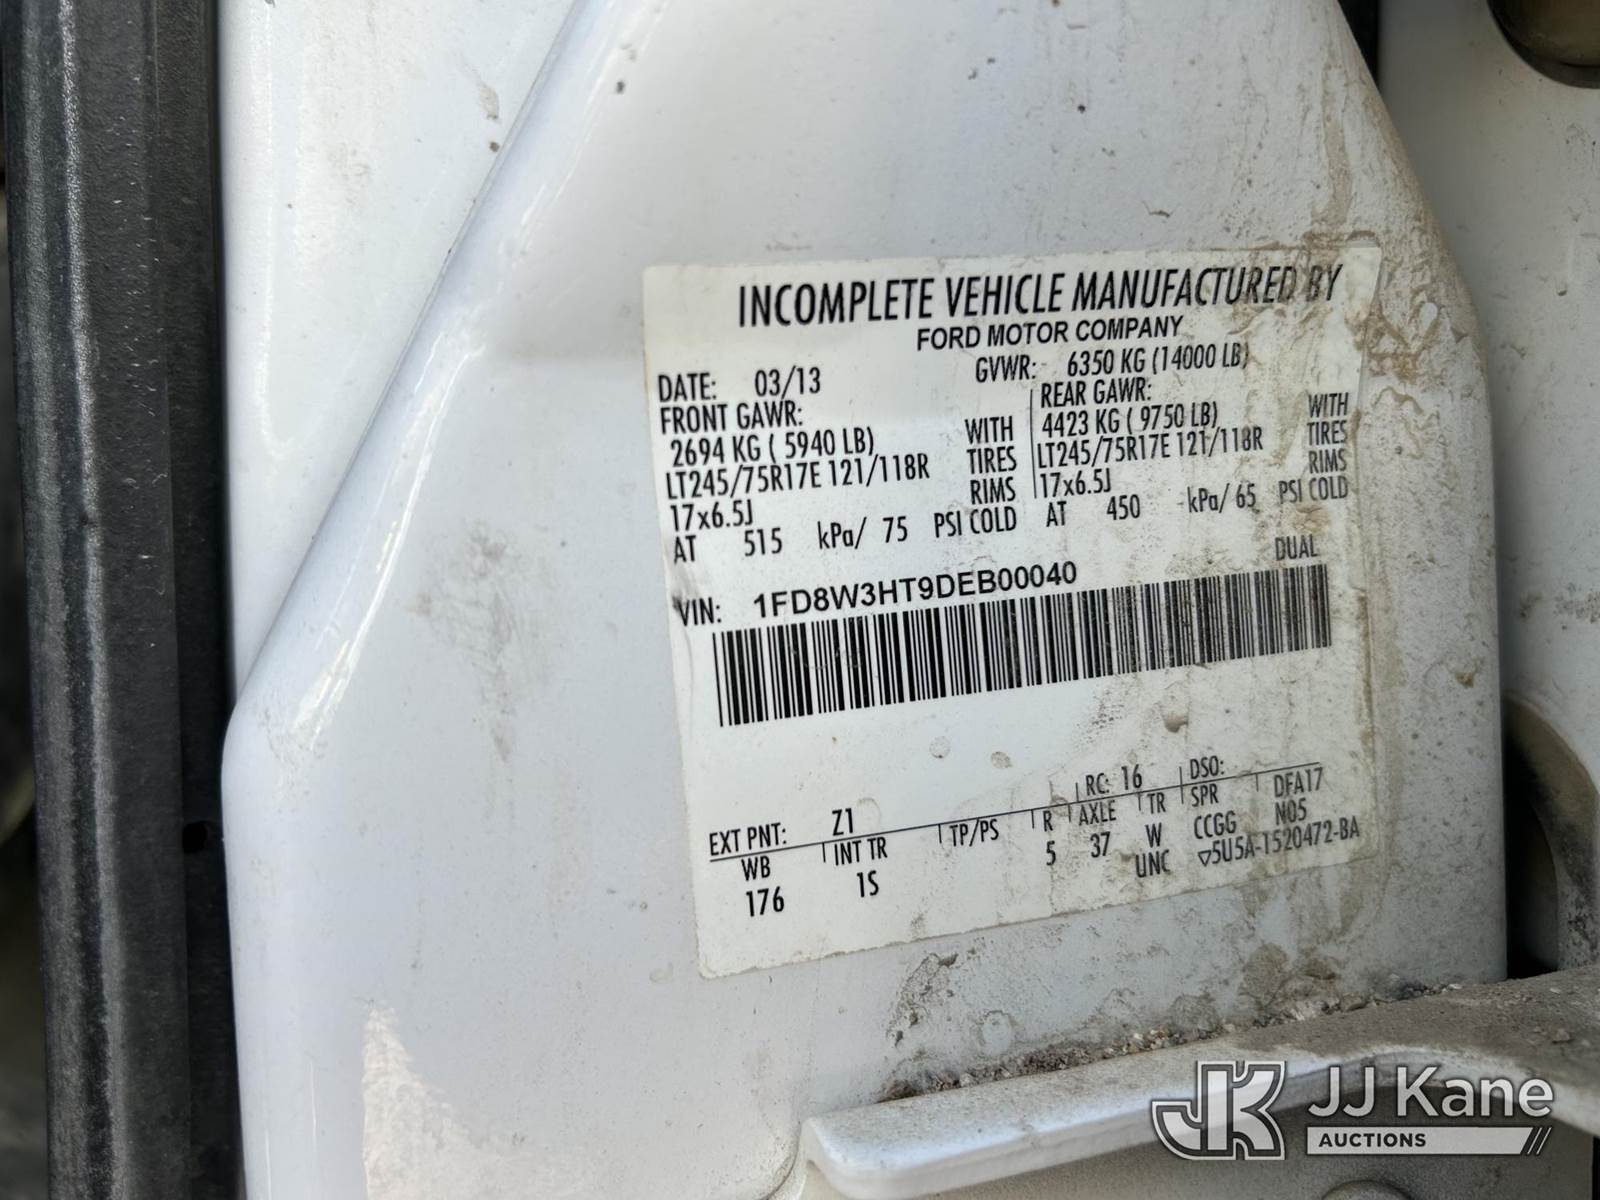 INCOMPLETE VEHICLE MANUFACTURED BY
FORD MOTOR COMPANY
DATE: 03/13 GVWR: 6350 KG (14000 LB)
FRONT GAWR: REAR GAWR:
2694 KG ( 5940 LB) WITH 4423 KG ( 9750 LB) WITH
LT245/75R17E 121/118R TIRES LT245/75R17E 121/118R TIRES
17x6.5J RIMS 17x6.5J RIMS
AT 515 kPa/ 75 PSI COLD AT 450 kPa/ 65 PSI COLD
DUAL
VIN: 1FD8W3HT9DEB00040
EXT PNT: Z1 RC: 16 DSO:
WB INT TR TP/PS R AXLE TR SPR DFA17
176 1S 5 37 W CCGG N05
UNC ▽5U5A-1520472-BA
JK JJ Kane
AUCTIONS